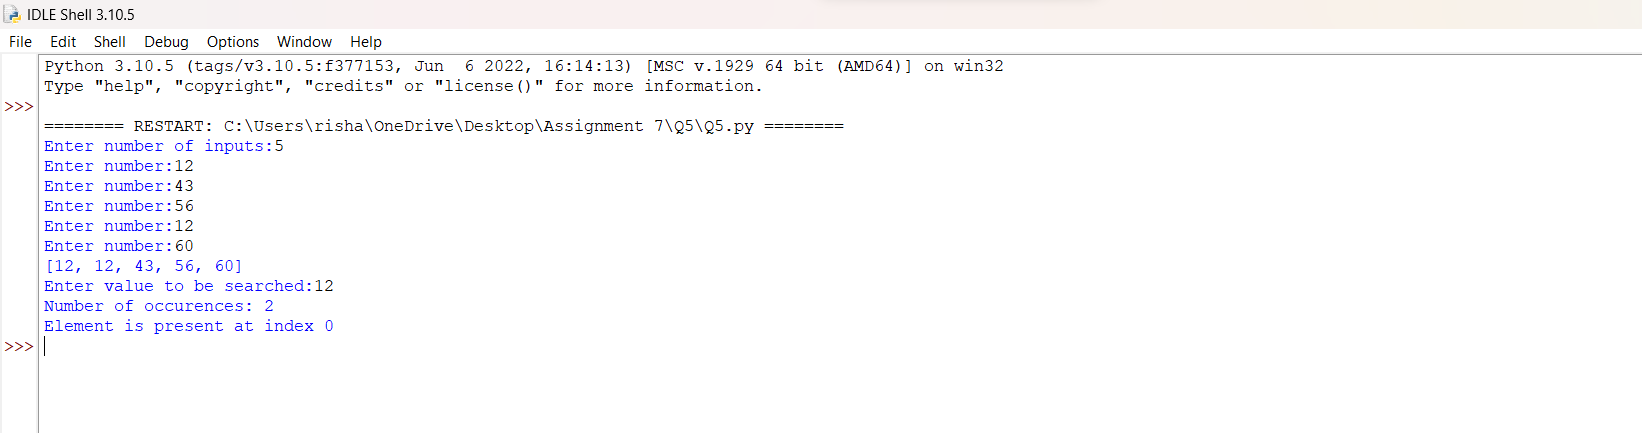 IDLE Shell 3.10.5
File Edit Shell Debug Options Window Help
Python 3.10.5 (tags/v3.10.5:f377153, Jun  6 2022, 16:14:13) [MSC v.1929 64 bit (AMD64)] on win32
Type "help", "copyright", "credits" or "license()" for more information.
>>>
======== RESTART: C:\Users\risha\OneDrive\Desktop\Assignment 7\Q5\Q5.py ========
Enter number of inputs:5
Enter number:12
Enter number:43
Enter number:56
Enter number:12
Enter number:60
[12, 12, 43, 56, 60]
Enter value to be searched:12
Number of occurences: 2
Element is present at index 0
>>>